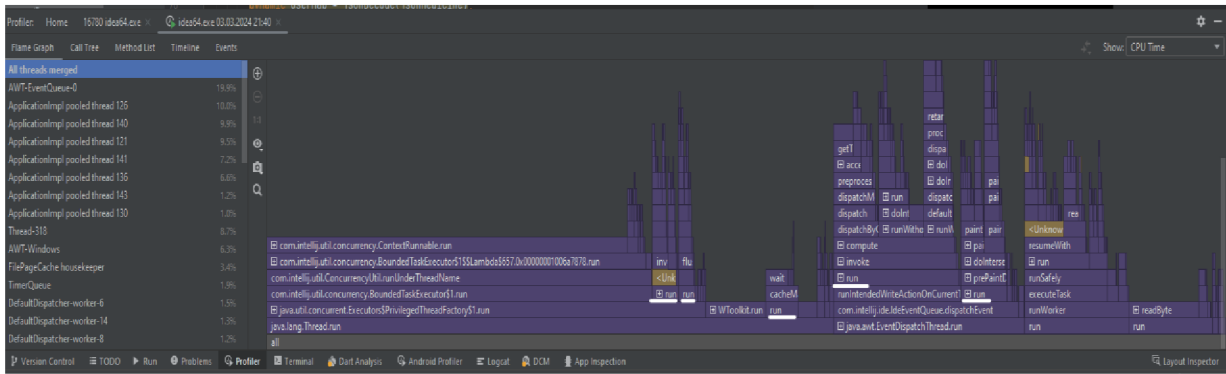 Profiler: Home 16780 idea64.exe × idea64.exe 03.03.2024 21:40 ×
Flame Graph Call Tree Method List Timeline Events Show: CPU Time
All threads merged
AWT-EventQueue-0 19.9%
ApplicationImpl pooled thread 126 10.0%
ApplicationImpl pooled thread 140 9.9%
ApplicationImpl pooled thread 121 9.5%
ApplicationImpl pooled thread 141 7.2%
ApplicationImpl pooled thread 136 6.6%
ApplicationImpl pooled thread 143 1.2%
ApplicationImpl pooled thread 130 1.0%
Thread-318 8.7%
AWT-Windows 6.3%
FilePageCache housekeeper 3.4%
TimerQueue 1.9%
DefaultDispatcher-worker-6 1.5%
DefaultDispatcher-worker-14 1.3%
DefaultDispatcher-worker-8 1.2%
1:1
retar
proc
getT dispa
acce dol
preproces doIr pai
dispatchM run dispatc pai
dispatch doInt default rea
dispatchBy runWitho runW paint pair <Unknow
com.intellij.util.concurrency.ContextRunnable.run compute pai resumeWith
com.intellij.util.concurrency.BoundedTaskExecutor$1$$Lambda$657.0x00000001006a7878.run inv flu invoke doInterse run
com.intellij.util.ConcurrencyUtil.runUnderThreadName <Unk wait run prePaintD runSafely
com.intellij.util.concurrency.BoundedTaskExecutor$1.run run run cacheM runIntendedWriteActionOnCurrentT run executeTask
java.util.concurrent.Executors$PrivilegedThreadFactory$1.run WToolkit.run run com.intellij.ide.IdeEventQueue.dispatchEvent runWorker readByte
java.lang.Thread.run java.awt.EventDispatchThread.run run run
all
Version Control TODO Run Problems Profiler Terminal Dart Analysis Android Profiler Logcat DCM App Inspection Layout Inspector